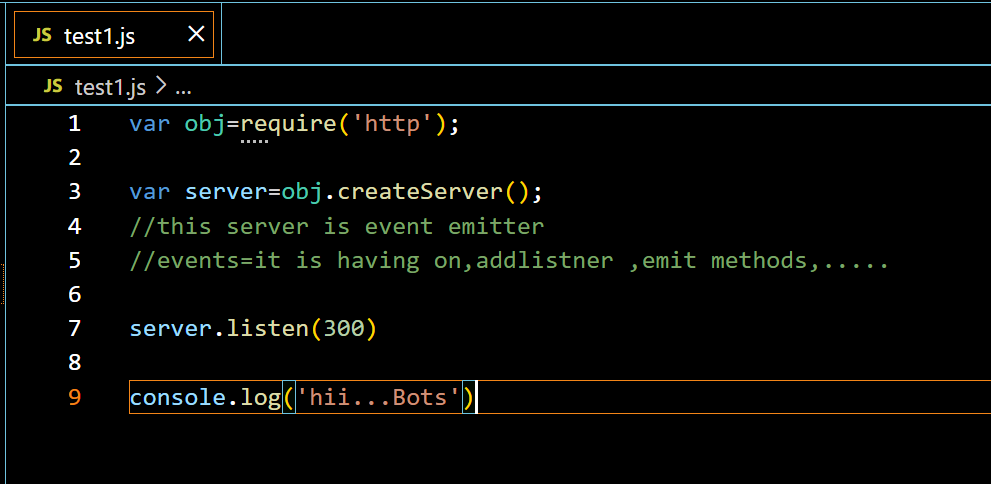 JS test1.js ×
JS test1.js > ...
1 var obj=require('http');
2
3 var server=obj.createServer();
4 //this server is event emitter
5 //events=it is having on,addlistner ,emit methods,.....
6
7 server.listen(300)
8
9 console.log('hii...Bots')